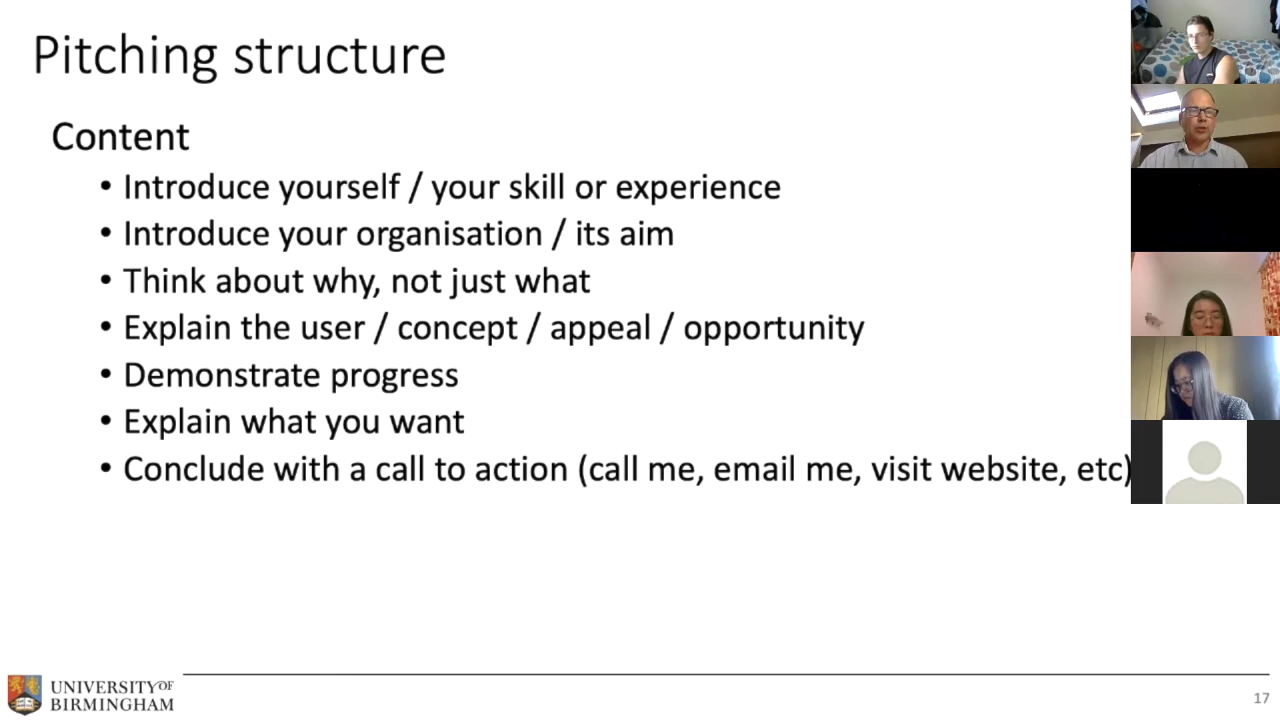 Pitching structure
Content
• Introduce yourself / your skill or experience
• Introduce your organisation / its aim
• Think about why, not just what
• Explain the user / concept / appeal / opportunity
• Demonstrate progress
• Explain what you want
• Conclude with a call to action (call me, email me, visit website, etc)
UNIVERSITY OF
BIRMINGHAM
17